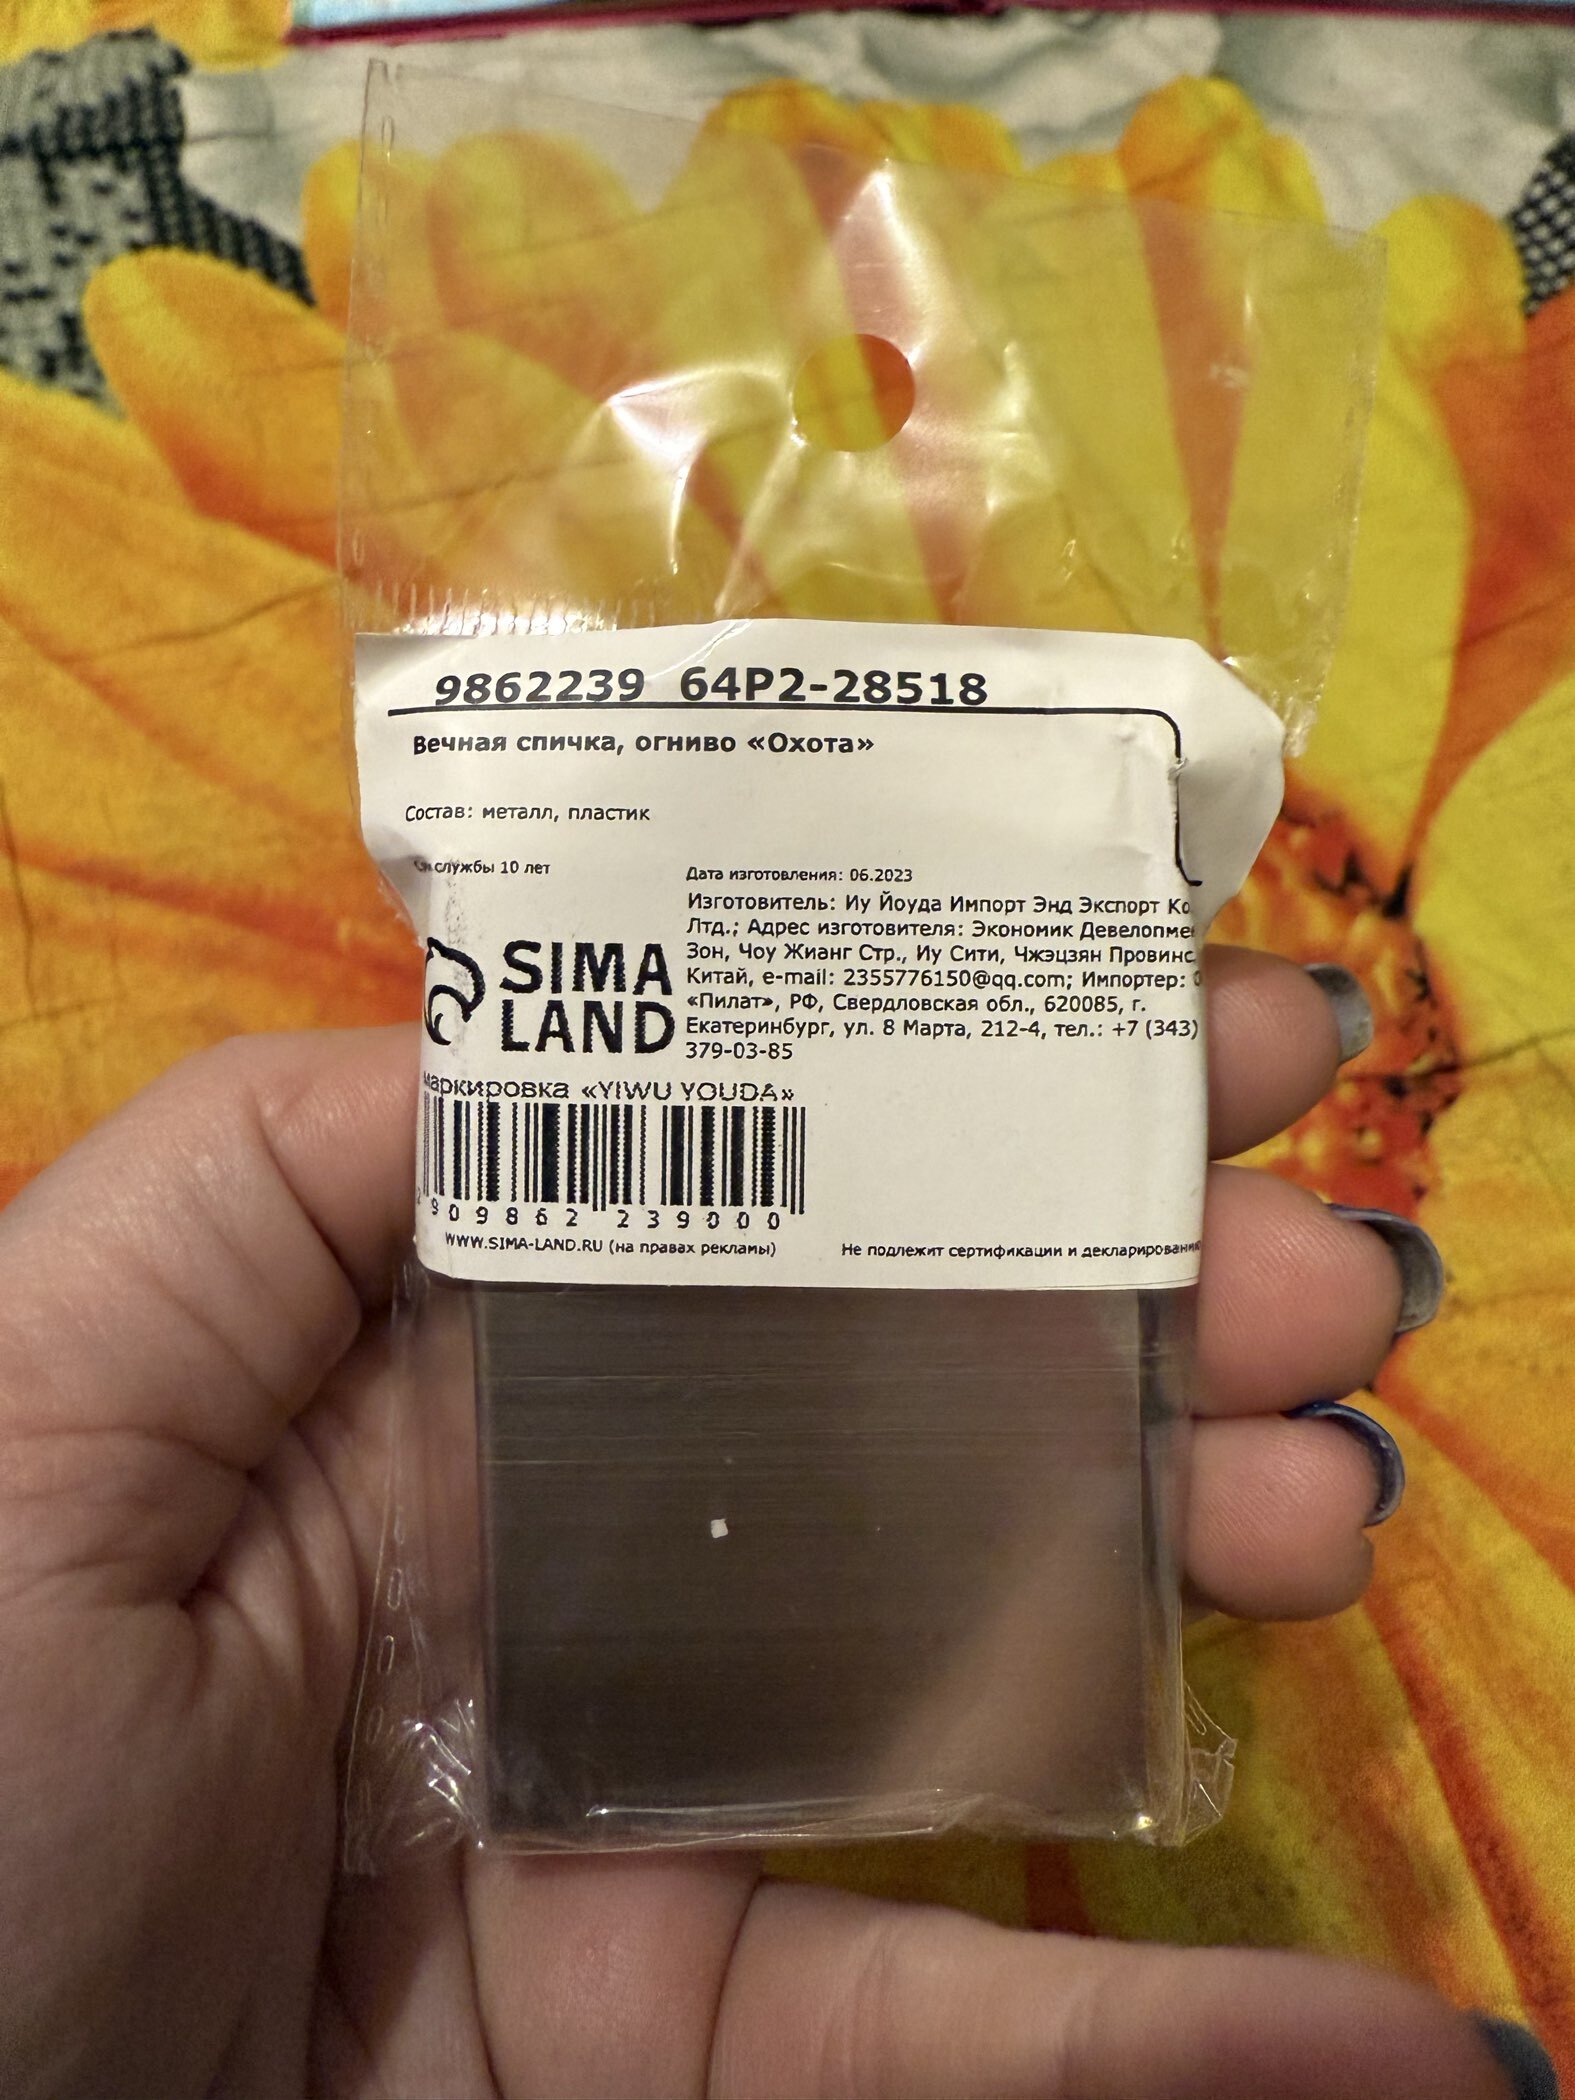 9862239 64P2-28518
Вечная спичка, огниво «Охота»
Состав: металл, пластик
службы 10 лет
Дата изготовления: 06.2023
Изготовитель: Иу Йоуда Импорт Энд Экспорт Ко
Лтд.; Адрес изготовителя: Экономик
Зон, Чоу Жианг Стр., Иу Сити, Чжэцзян
Китай, e-mail: 2355776150@qq.com; Импортер:
«Пилат», РФ, Свердловская обл., 620085, г.
Екатеринбург, ул. 8 Марта, 212-4, тел.: +7 (343)
379-03-85
SIMA
LAND
маркировка «YIWU YOUDA»
2 909862 239000
WWW.SIMA-LAND.RU (на правах рекламы)
Не подлежит сертификации и